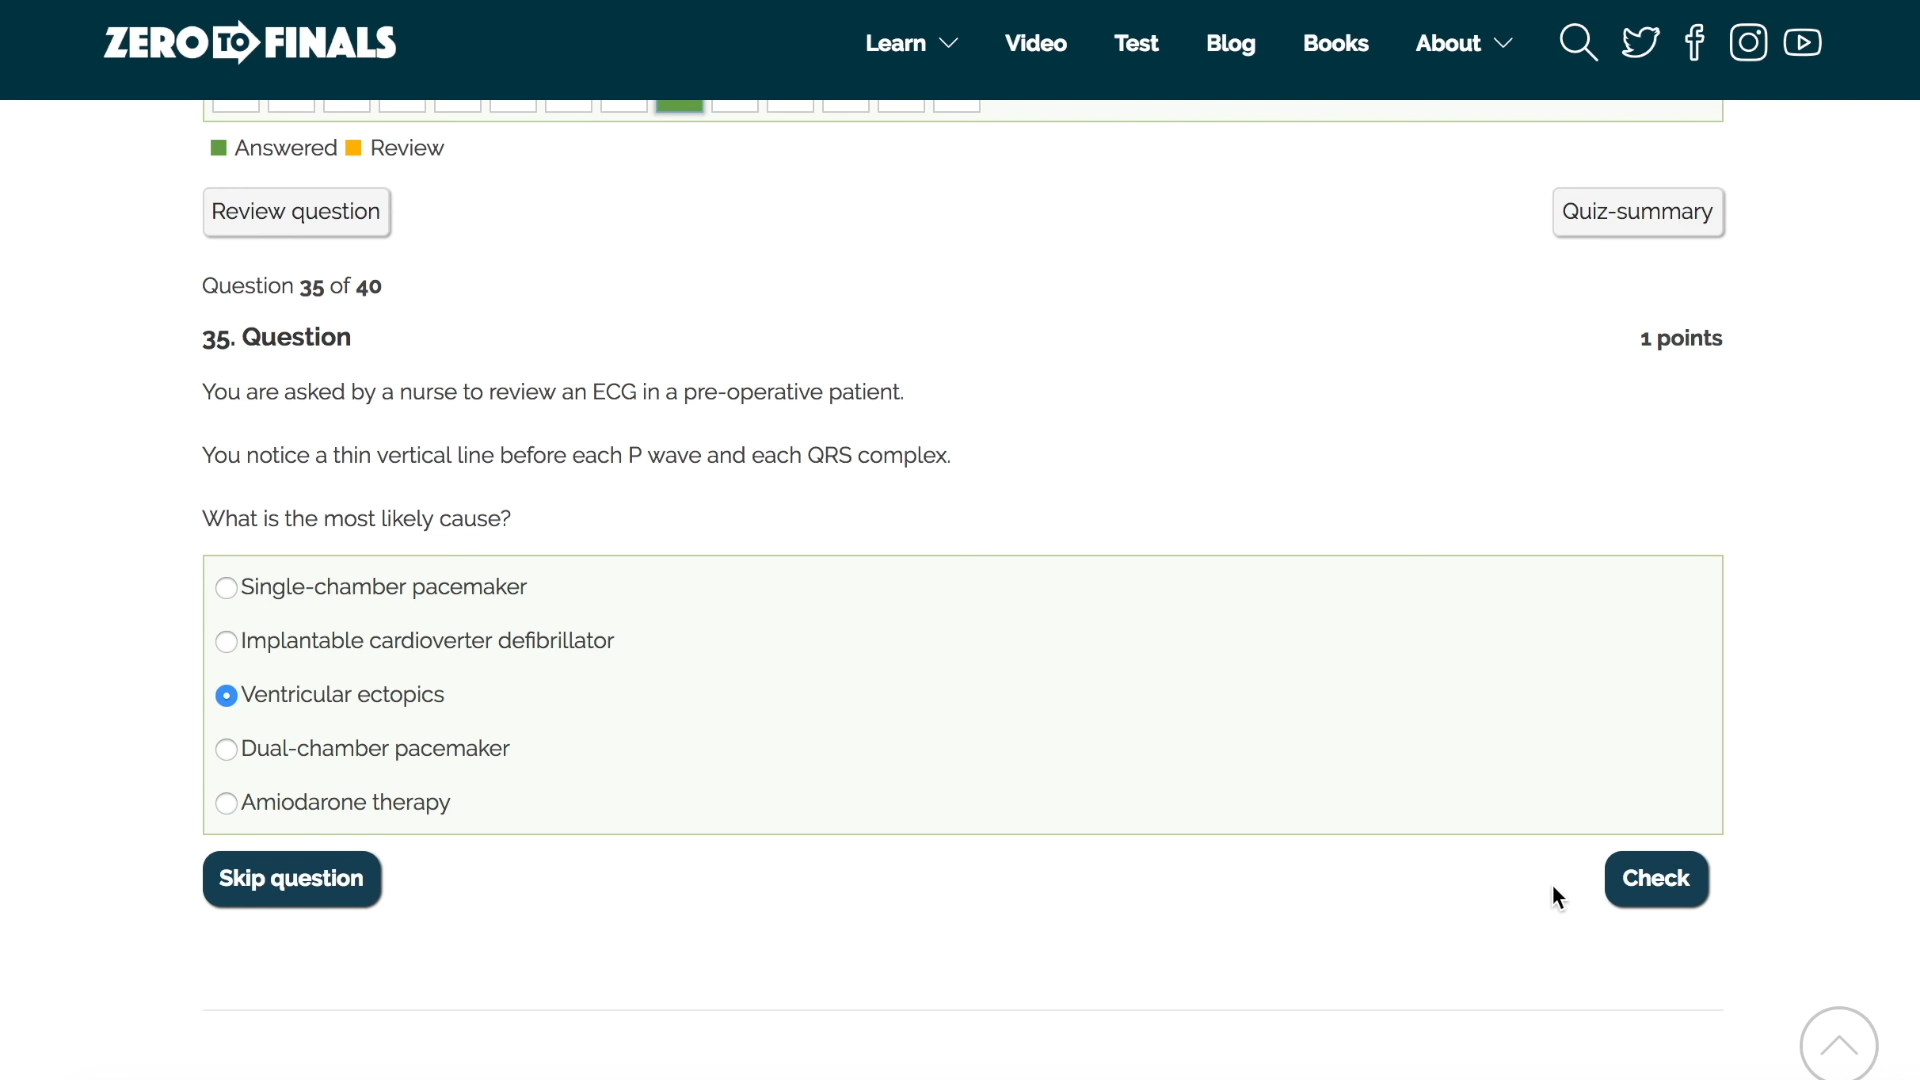 ZERO TO FINALS
Learn Video Test Blog Books About
Answered Review
Review question Quiz-summary
Question 35 of 40
35. Question 1 points
You are asked by a nurse to review an ECG in a pre-operative patient.
You notice a thin vertical line before each P wave and each QRS complex.
What is the most likely cause?
Single-chamber pacemaker
Implantable cardioverter defibrillator
Ventricular ectopics
Dual-chamber pacemaker
Amiodarone therapy
Skip question Check